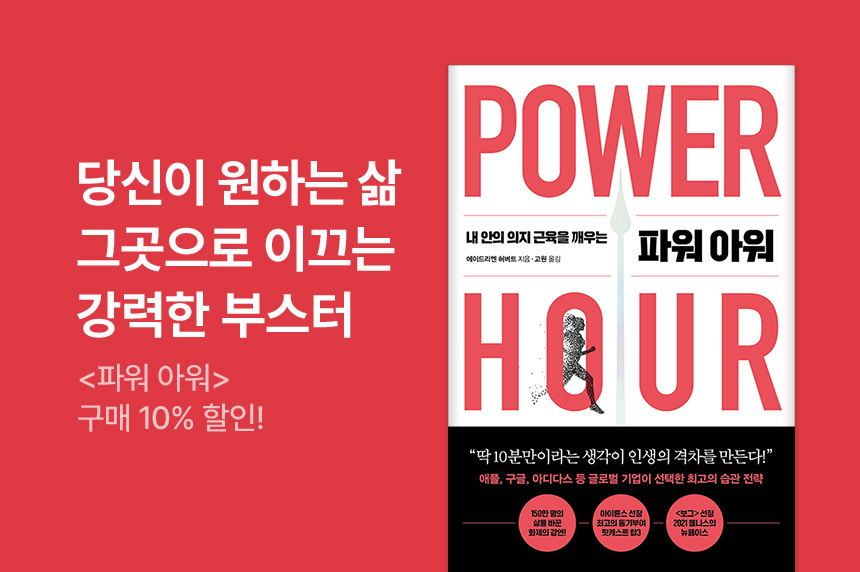 당신이 원하는 삶
그곳으로 이끄는
강력한 부스터
<파워 아워>
구매 10% 할인!
POWER
내 안의 의지 근육을 깨우는
파워 아워
에이드리엔 허버트 지음 · 고원 옮김
HOUR
“딱 10분만이라는 생각이 인생의 격차를 만든다!”
애플, 구글, 아디다스 등 글로벌 기업이 선택한 최고의 습관 전략
150만 명의
삶을 바꾼
화제의 강연!
아이튠스 선정
최고의 동기부여
팟캐스트 탑3
<보그> 선정
2021 웰니스의
뉴페이스